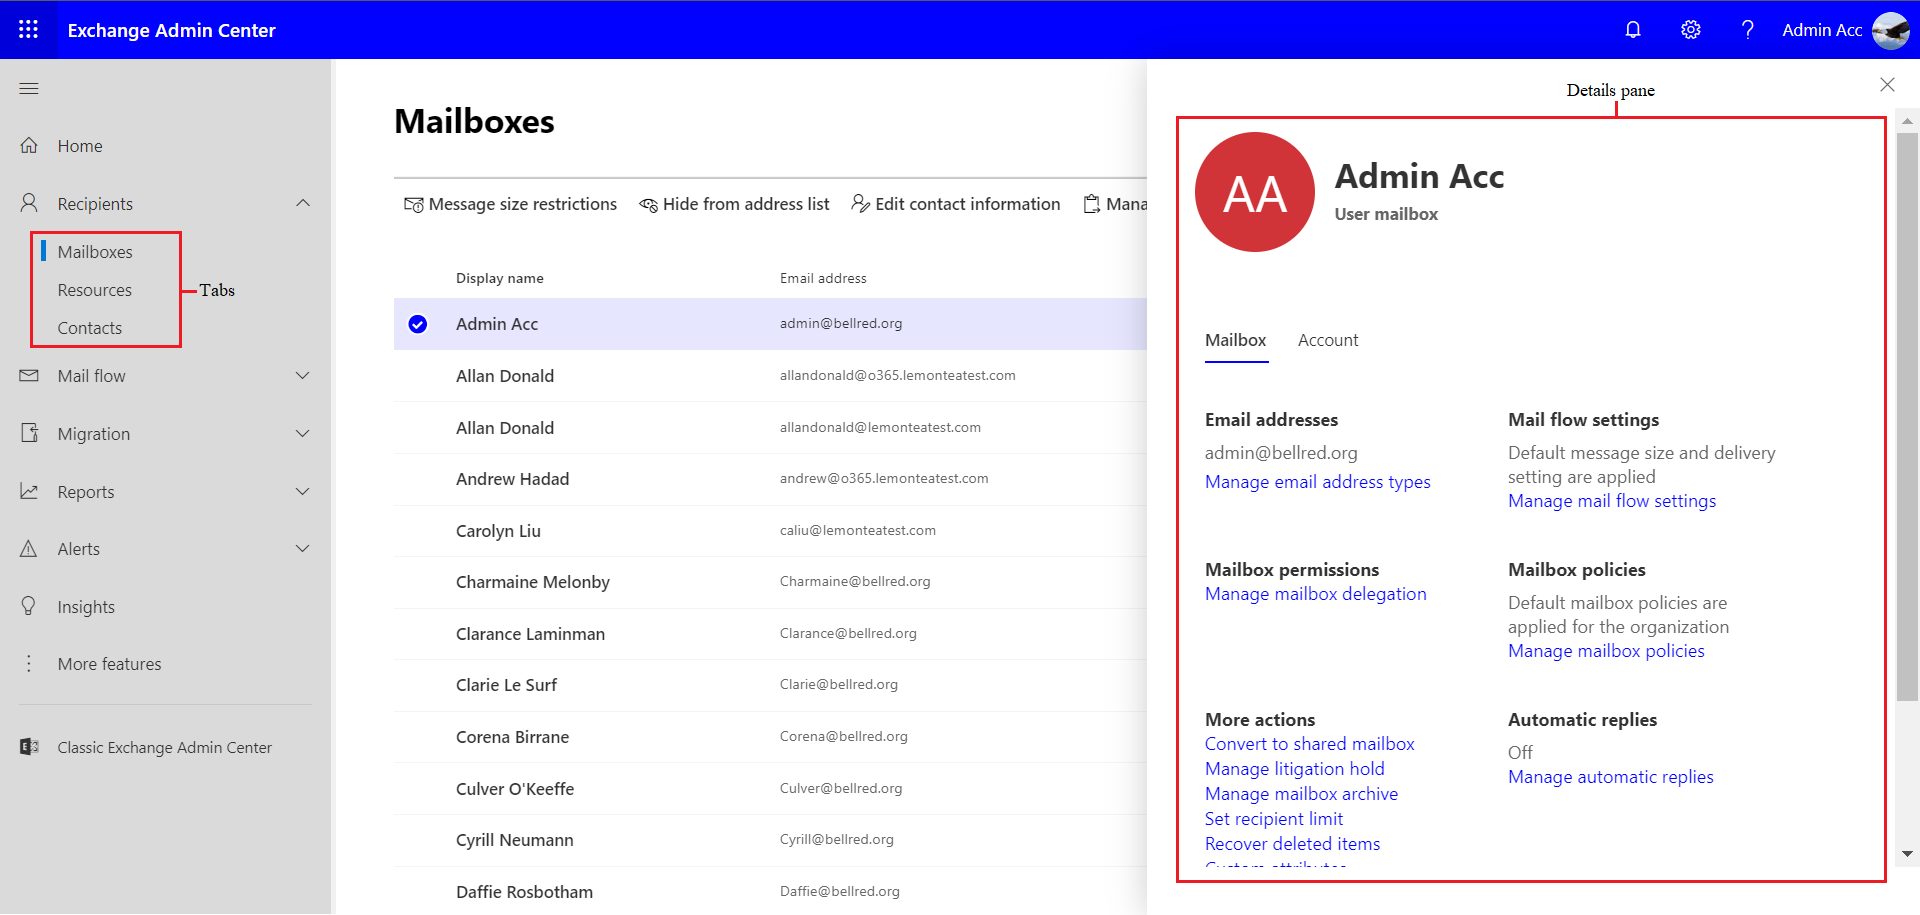 Exchange Admin Center
Admin Acc
Home
Recipients
Mailboxes
Resources
Contacts
Tabs
Mail flow
Migration
Reports
Alerts
Insights
More features
Classic Exchange Admin Center
Mailboxes
Message size restrictions Hide from address list Edit contact information Mana
Display name Email address
Admin Acc admin@bellred.org
Allan Donald allandonald@o365.lemonteatest.com
Allan Donald allandonald@lemonteatest.com
Andrew Hadad andrew@o365.lemonteatest.com
Carolyn Liu caliu@lemonteatest.com
Charmaine Melonby Charmaine@bellred.org
Clarance Laminman Clarance@bellred.org
Clarie Le Surf Clarie@bellred.org
Corena Birrane Corena@bellred.org
Culver O'Keeffe Culver@bellred.org
Cyrill Neumann Cyrill@bellred.org
Daffie Rosbotham Daffie@bellred.org
Details pane
AA
Admin Acc
User mailbox
Mailbox Account
Email addresses
admin@bellred.org
Manage email address types
Mail flow settings
Default message size and delivery
setting are applied
Manage mail flow settings
Mailbox permissions
Manage mailbox delegation
Mailbox policies
Default mailbox policies are
applied for the organization
Manage mailbox policies
More actions
Convert to shared mailbox
Manage litigation hold
Manage mailbox archive
Set recipient limit
Recover deleted items
Custom attributes
Automatic replies
Off
Manage automatic replies